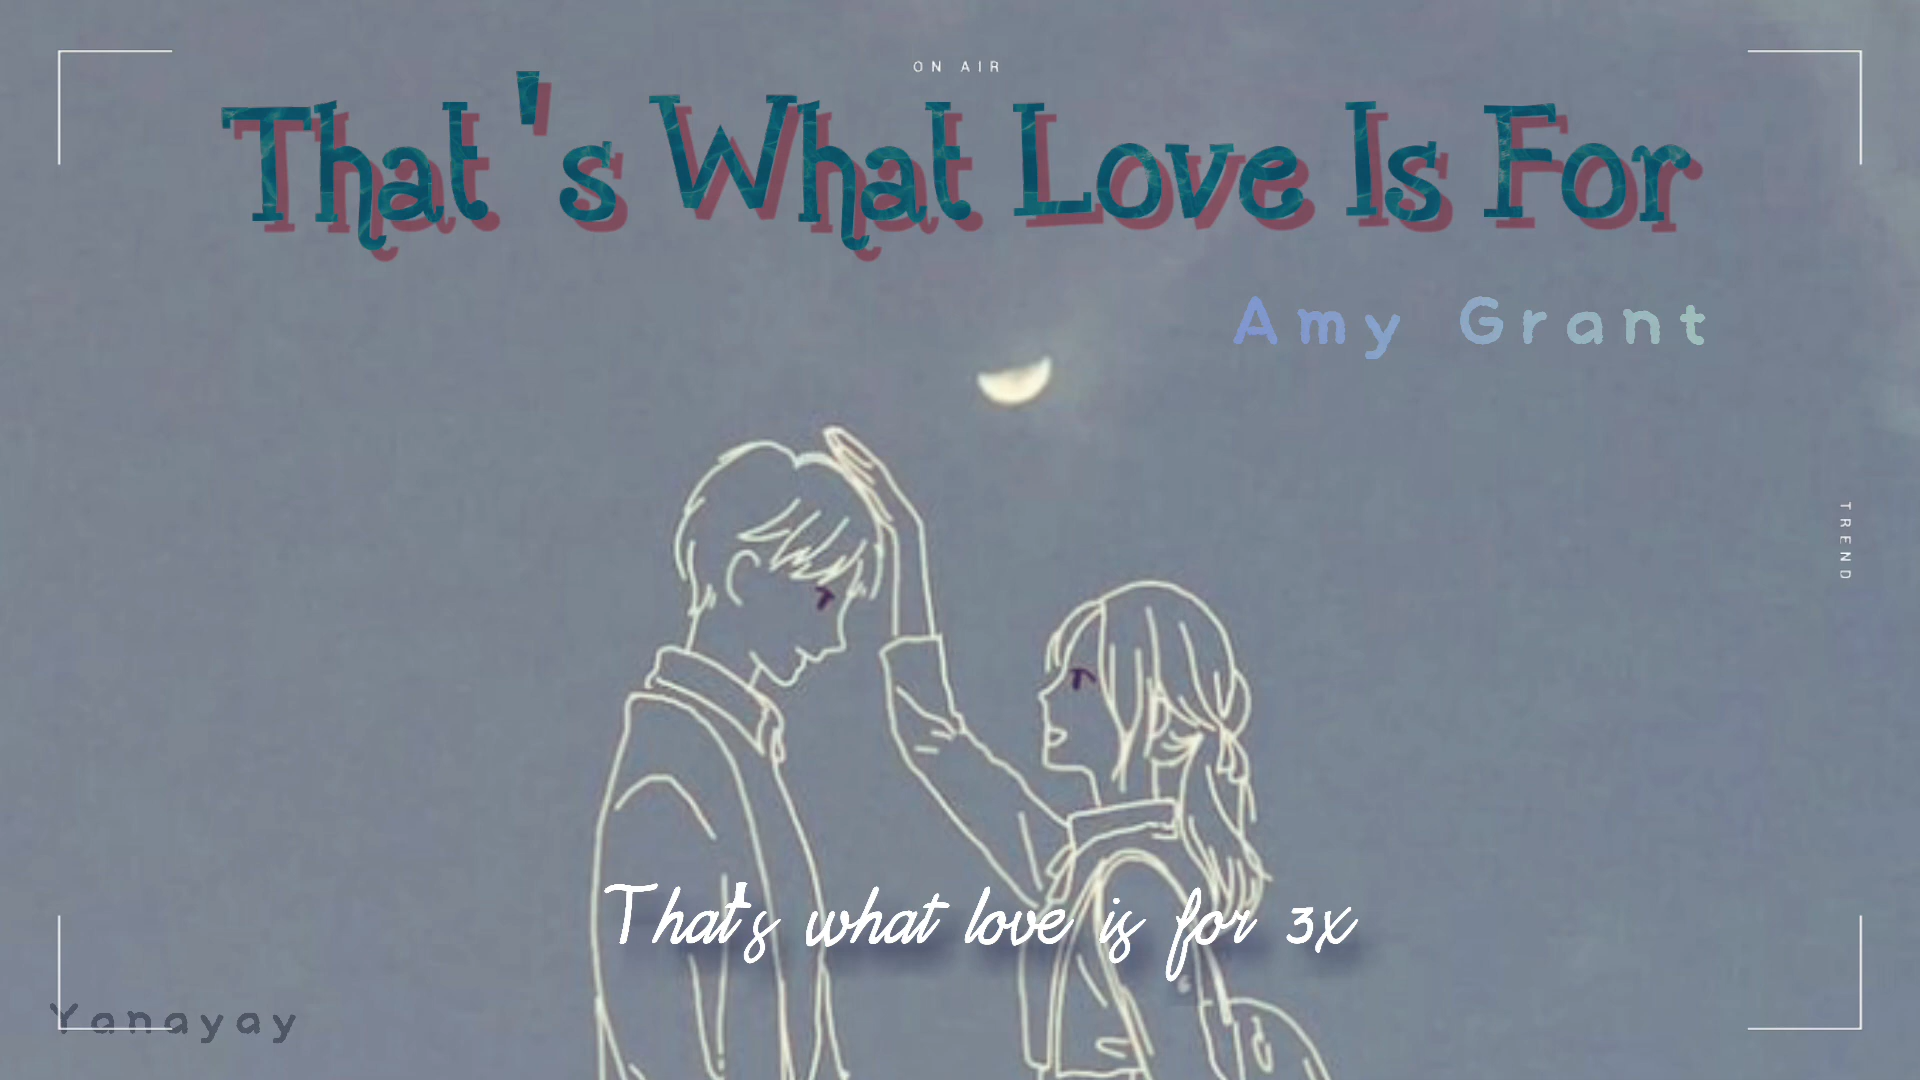 ON AIR
That's What Love Is For
Amy Grant
TREND
That's what love is for 3x
Yanayay